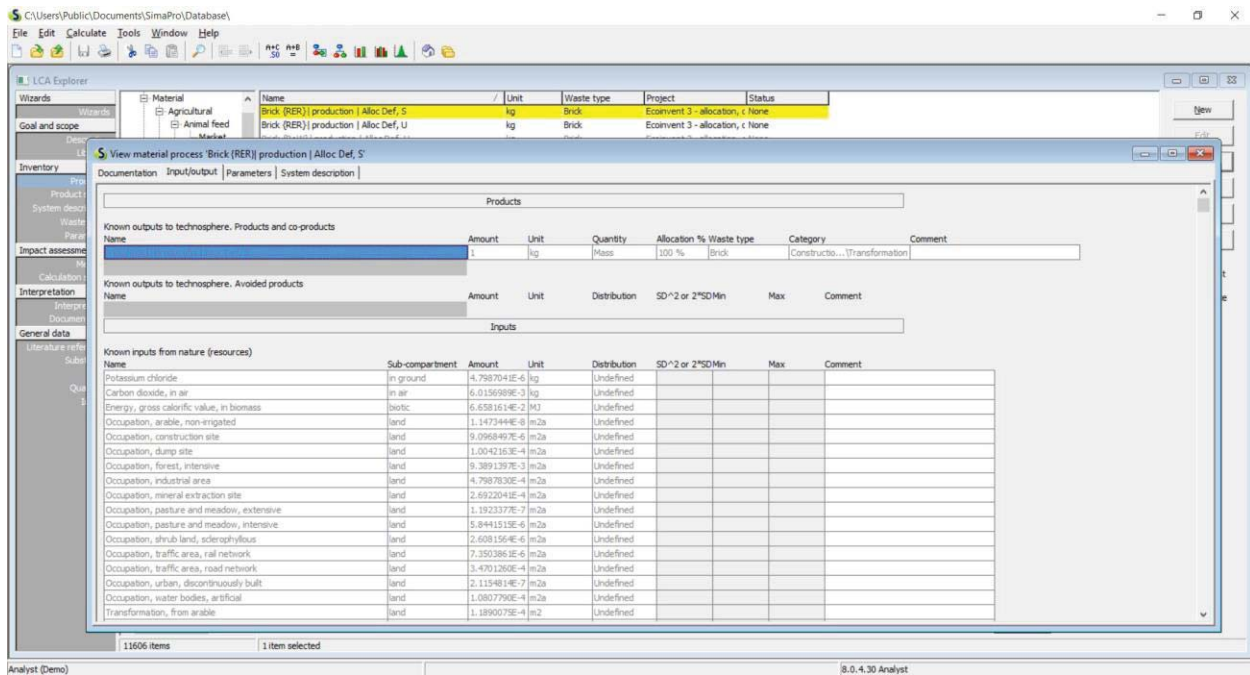 C:\Users\Public\Documents\SimaPro\Database\
File Edit Calculate Tools Window Help
LCA Explorer
Wizards
Wizards
Goal and scope
Inventory
Impact assessme
Interpretation
General data
Material
Agricultural
Animal feed
Market
Name / Unit Waste type Project Status
Brick {RER}| production | Alloc Def, S kg Brick Ecoinvent 3 - allocation, c None
Brick {RER}| production | Alloc Def, U kg Brick Ecoinvent 3 - allocation, c None
New
Edit
View material process 'Brick {RER}| production | Alloc Def, S'
Documentation Input/output Parameters System description
Products
Known outputs to technosphere. Products and co-products
Name Amount Unit Quantity Allocation % Waste type Category Comment
1 kg Mass 100 % Brick Constructio...\Transformation
Known outputs to technosphere. Avoided products
Name Amount Unit Distribution SD^2 or 2*SD Min Max Comment
Inputs
Known inputs from nature (resources)
Name Sub-compartment Amount Unit Distribution SD^2 or 2*SD Min Max Comment
Potassium chloride in ground 4.7987041E-6 kg Undefined
Carbon dioxide, in air in air 6.0156989E-3 kg Undefined
Energy, gross calorific value, in biomass biotic 6.6581614E-2 MJ Undefined
Occupation, arable, non-irrigated land 1.1473444E-8 m2a Undefined
Occupation, construction site land 9.0968497E-6 m2a Undefined
Occupation, dump site land 1.0042163E-4 m2a Undefined
Occupation, forest, intensive land 9.3891397E-3 m2a Undefined
Occupation, industrial area land 4.7987830E-4 m2a Undefined
Occupation, mineral extraction site land 2.6922041E-4 m2a Undefined
Occupation, pasture and meadow, extensive land 1.1923377E-7 m2a Undefined
Occupation, pasture and meadow, intensive land 5.8441515E-6 m2a Undefined
Occupation, shrub land, sclerophyllous land 2.6081564E-6 m2a Undefined
Occupation, traffic area, rail network land 7.3503861E-6 m2a Undefined
Occupation, traffic area, road network land 3.4701260E-4 m2a Undefined
Occupation, urban, discontinuously built land 2.1154814E-7 m2a Undefined
Occupation, water bodies, artificial land 1.0807790E-4 m2a Undefined
Transformation, from arable land 1.1890075E-4 m2 Undefined
11606 items 1 item selected
Analyst (Demo) 8.0.4.30 Analyst